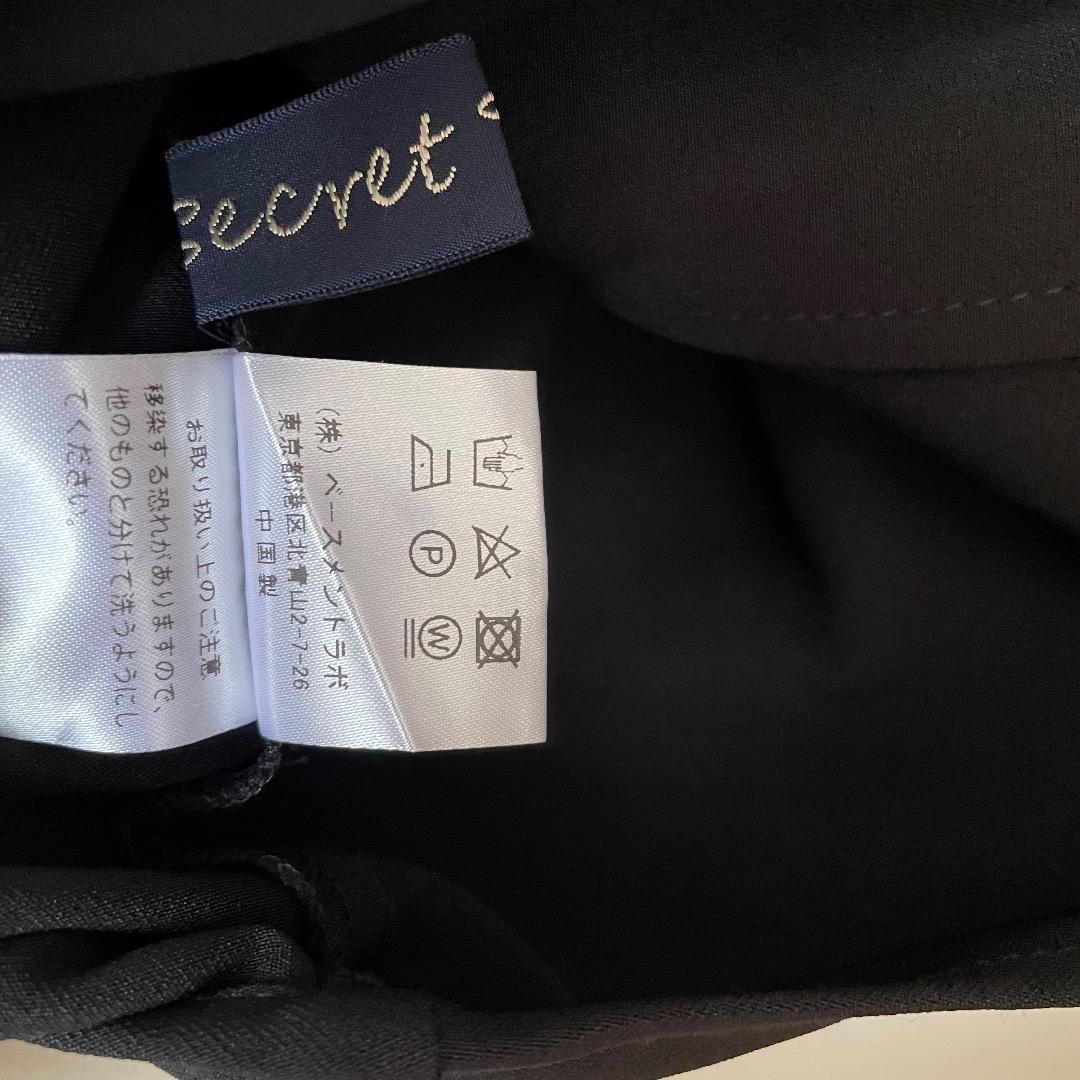 Secret
P
W
(株)ベースメントラボ
東京都港区北青山2-7-26
中国製
お取り扱い上のご注意
移染する恐れがありますので、
他のものと分けて洗うようにし
てください。